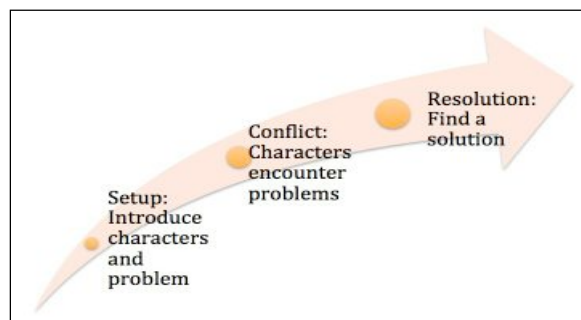 Setup:
Introduce
characters
and
problem
Conflict:
Characters
encounter
problems
Resolution:
Find a
solution